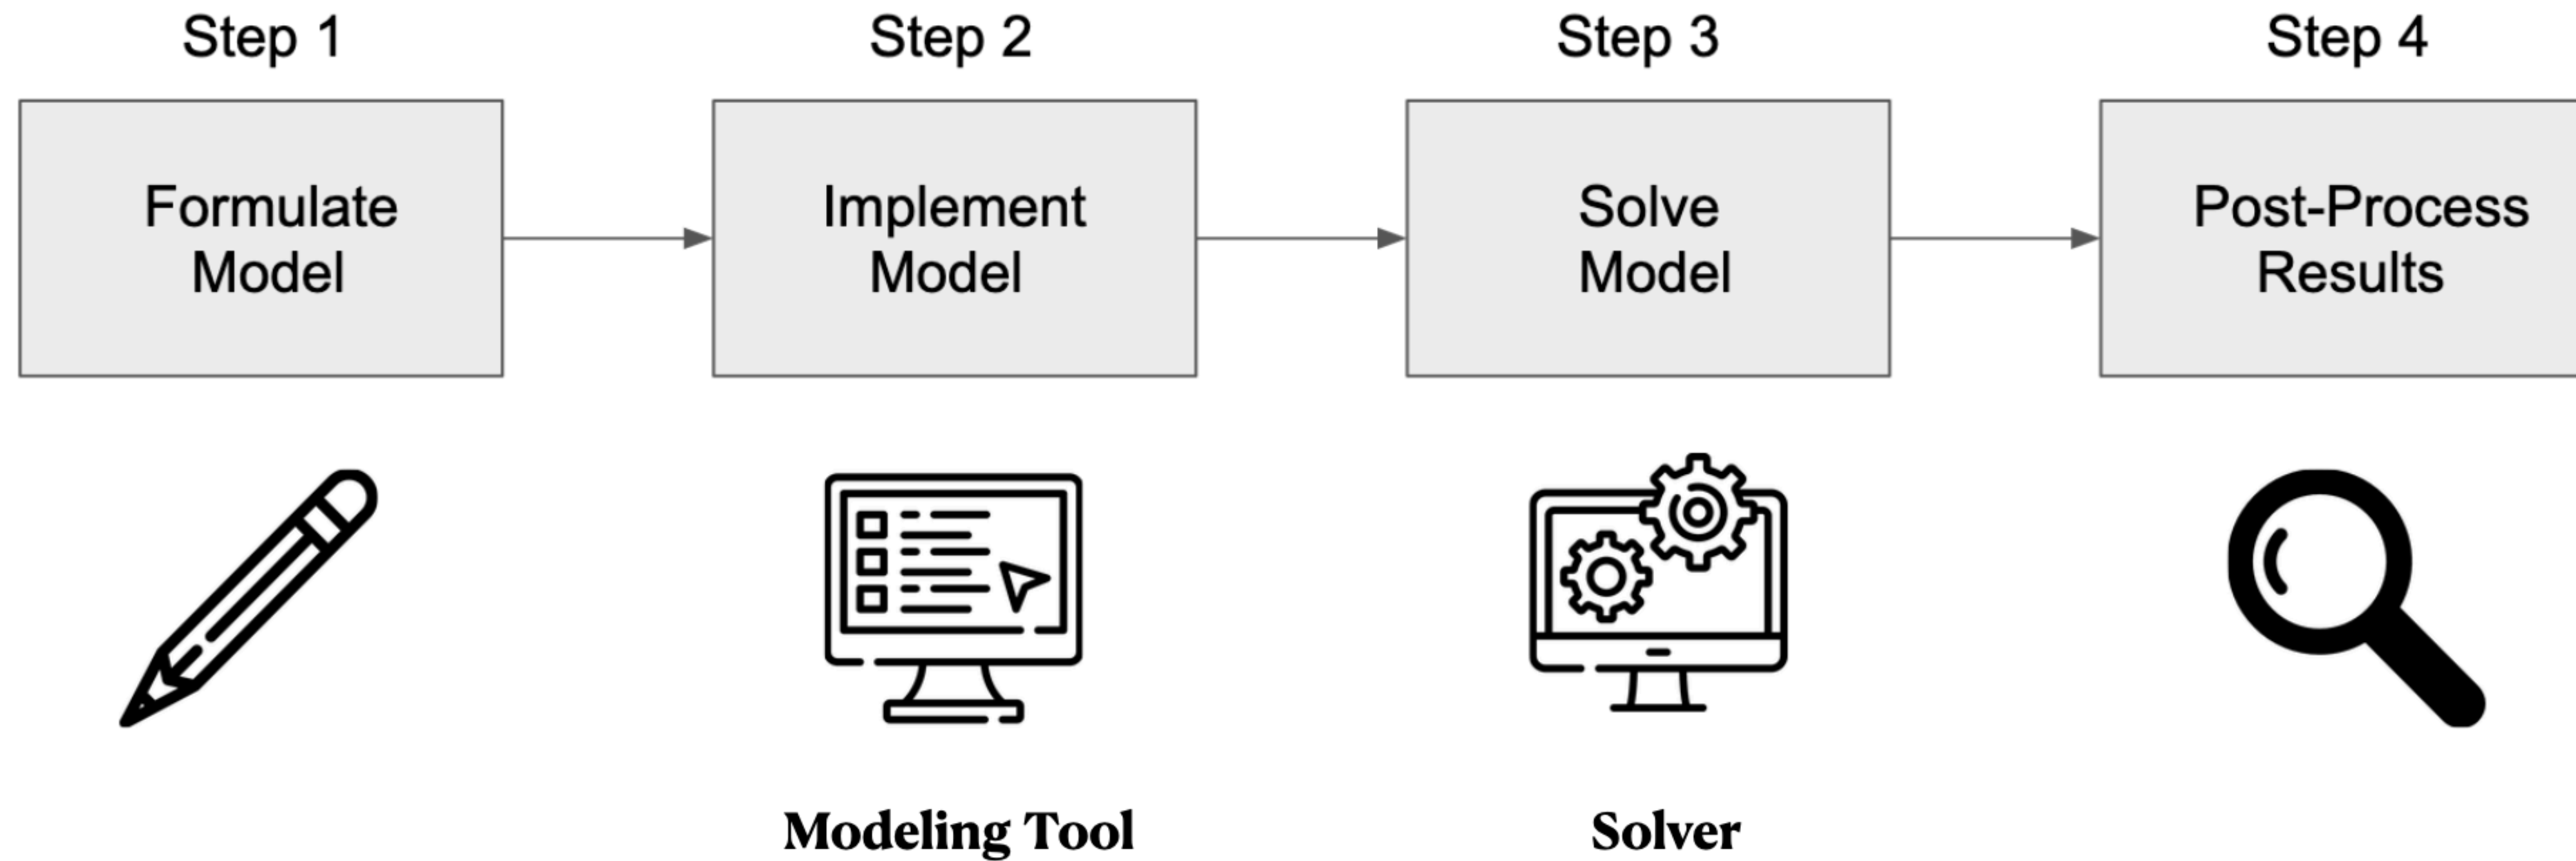 Step 1
Step 2
Step 3
Step 4
Formulate
Model
Implement
Model
Solve
Model
Post-Process
Results
Modeling Tool
Solver